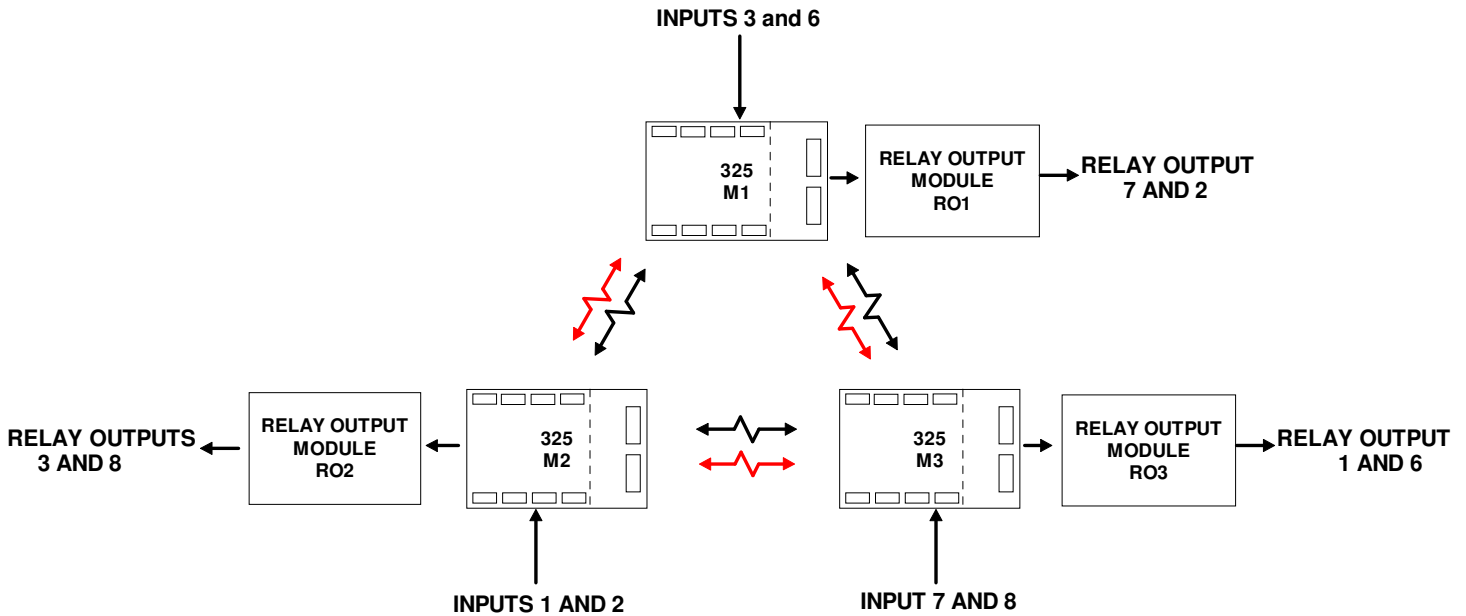 INPUTS 3 and 6
325
M1
RELAY OUTPUT
MODULE
RO1
RELAY OUTPUT
7 AND 2
RELAY OUTPUTS
3 AND 8
RELAY OUTPUT
MODULE
RO2
325
M2
325
M3
RELAY OUTPUT
MODULE
RO3
RELAY OUTPUT
1 AND 6
INPUTS 1 AND 2
INPUT 7 AND 8